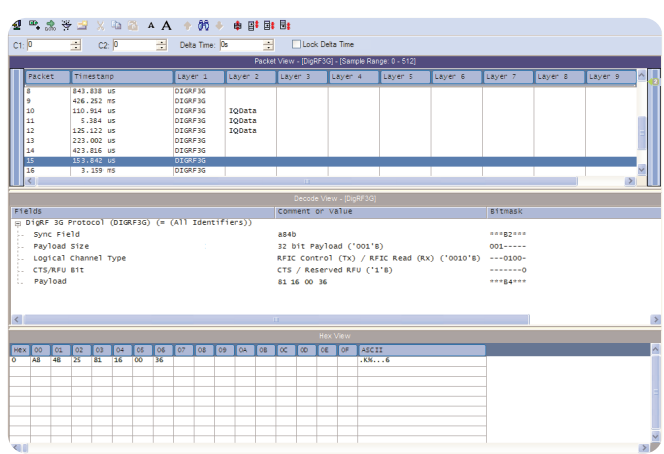 GOTO A A
C1: 0 C2: 0 Delta Time: 0s Lock Delta Time
Packet View - [DigRF3G] - [Sample Range: 0 - 512]
Packet Timestamp Layer 1 Layer 2 Layer 3 Layer 4 Layer 5 Layer 6 Layer 7 Layer 8 Layer 9
8 843.838 us DIGRF3G
9 426.252 ms DIGRF3G
10 110.914 us DIGRF3G IQData
11 5.384 us DIGRF3G IQData
12 125.122 us DIGRF3G IQData
13 223.002 us DIGRF3G
14 423.816 us DIGRF3G
15 153.842 us DIGRF3G
16 3.159 ms DIGRF3G
Decode View - [DigRF3G]
Fields Comment or Value Bitmask
DigRF 3G Protocol (DIGRF3G) (= (All Identifiers))
Sync Field a84b ***B2***
Payload Size 32 bit Payload ('001'B) 001-----
Logical Channel Type RFIC Control (Tx) / RFIC Read (Rx) ('0010'B) ---0100-
CTS/RFU Bit CTS / Reserved RFU ('1'B) -------0
Payload 81 16 00 36 ***B4***
Hex View
Hex 00 01 02 03 04 05 06 07 08 09 0A 0B 0C 0D 0E 0F ASCII
0 A8 4B 25 81 16 00 36 .K%...6